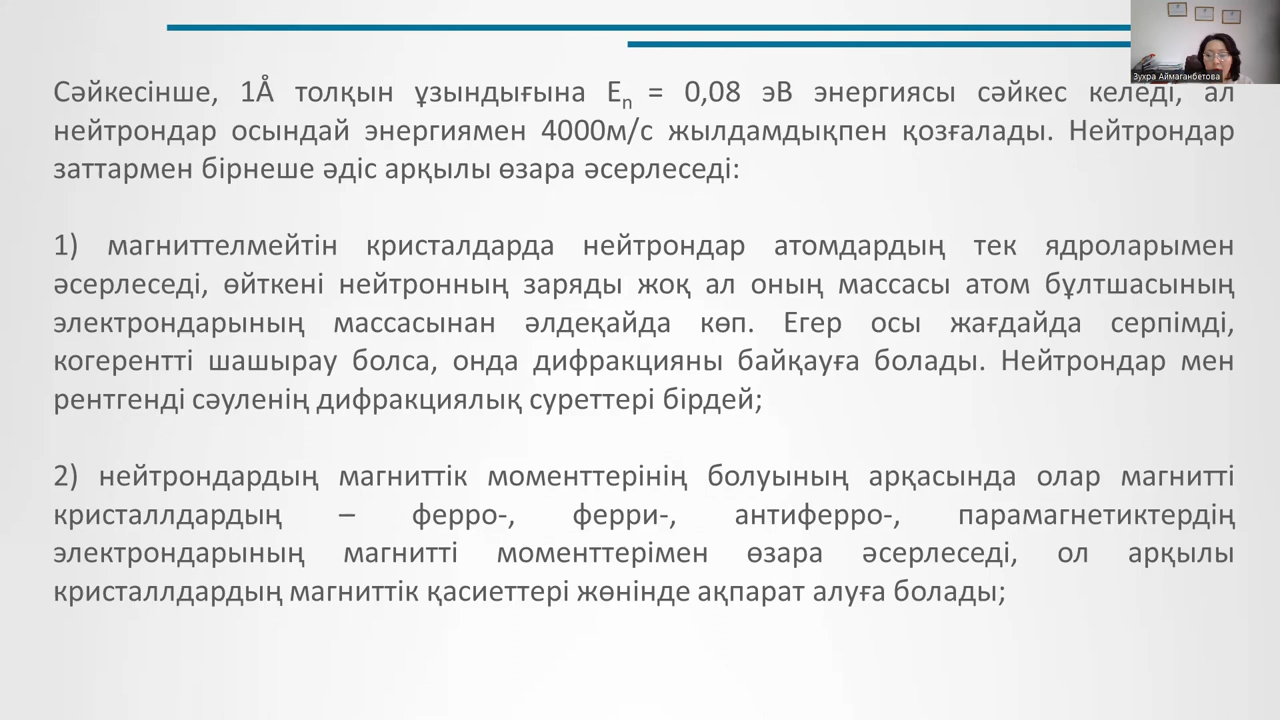 Зухра Аймаганбетова
Сәйкесінше, 1Å толқын ұзындығына Eₙ = 0,08 эВ энергиясы сәйкес келеді, ал
нейтрондар осындай энергиямен 4000м/с жылдамдықпен қозғалады. Нейтрондар
заттармен бірнеше әдіс арқылы өзара әсерлеседі:
1) магниттелмейтін кристалдарда нейтрондар атомдардың тек ядроларымен
әсерлеседі, өйткені нейтронның заряды жоқ ал оның массасы атом бұлтшасының
электрондарының массасынан әлдеқайда көп. Егер осы жағдайда серпімді,
когерентті шашырау болса, онда дифракцияны байқауға болады. Нейтрондар мен
рентгенді сәуленің дифракциялық суреттері бірдей;
2) нейтрондардың магниттік моменттерінің болуының арқасында олар магнитті
кристаллдардың – ферро-, ферри-, антиферро-, парамагнетиктердің
электрондарының магнитті моменттерімен өзара әсерлеседі, ол арқылы
кристаллдардың магниттік қасиеттері жөнінде ақпарат алуға болады;